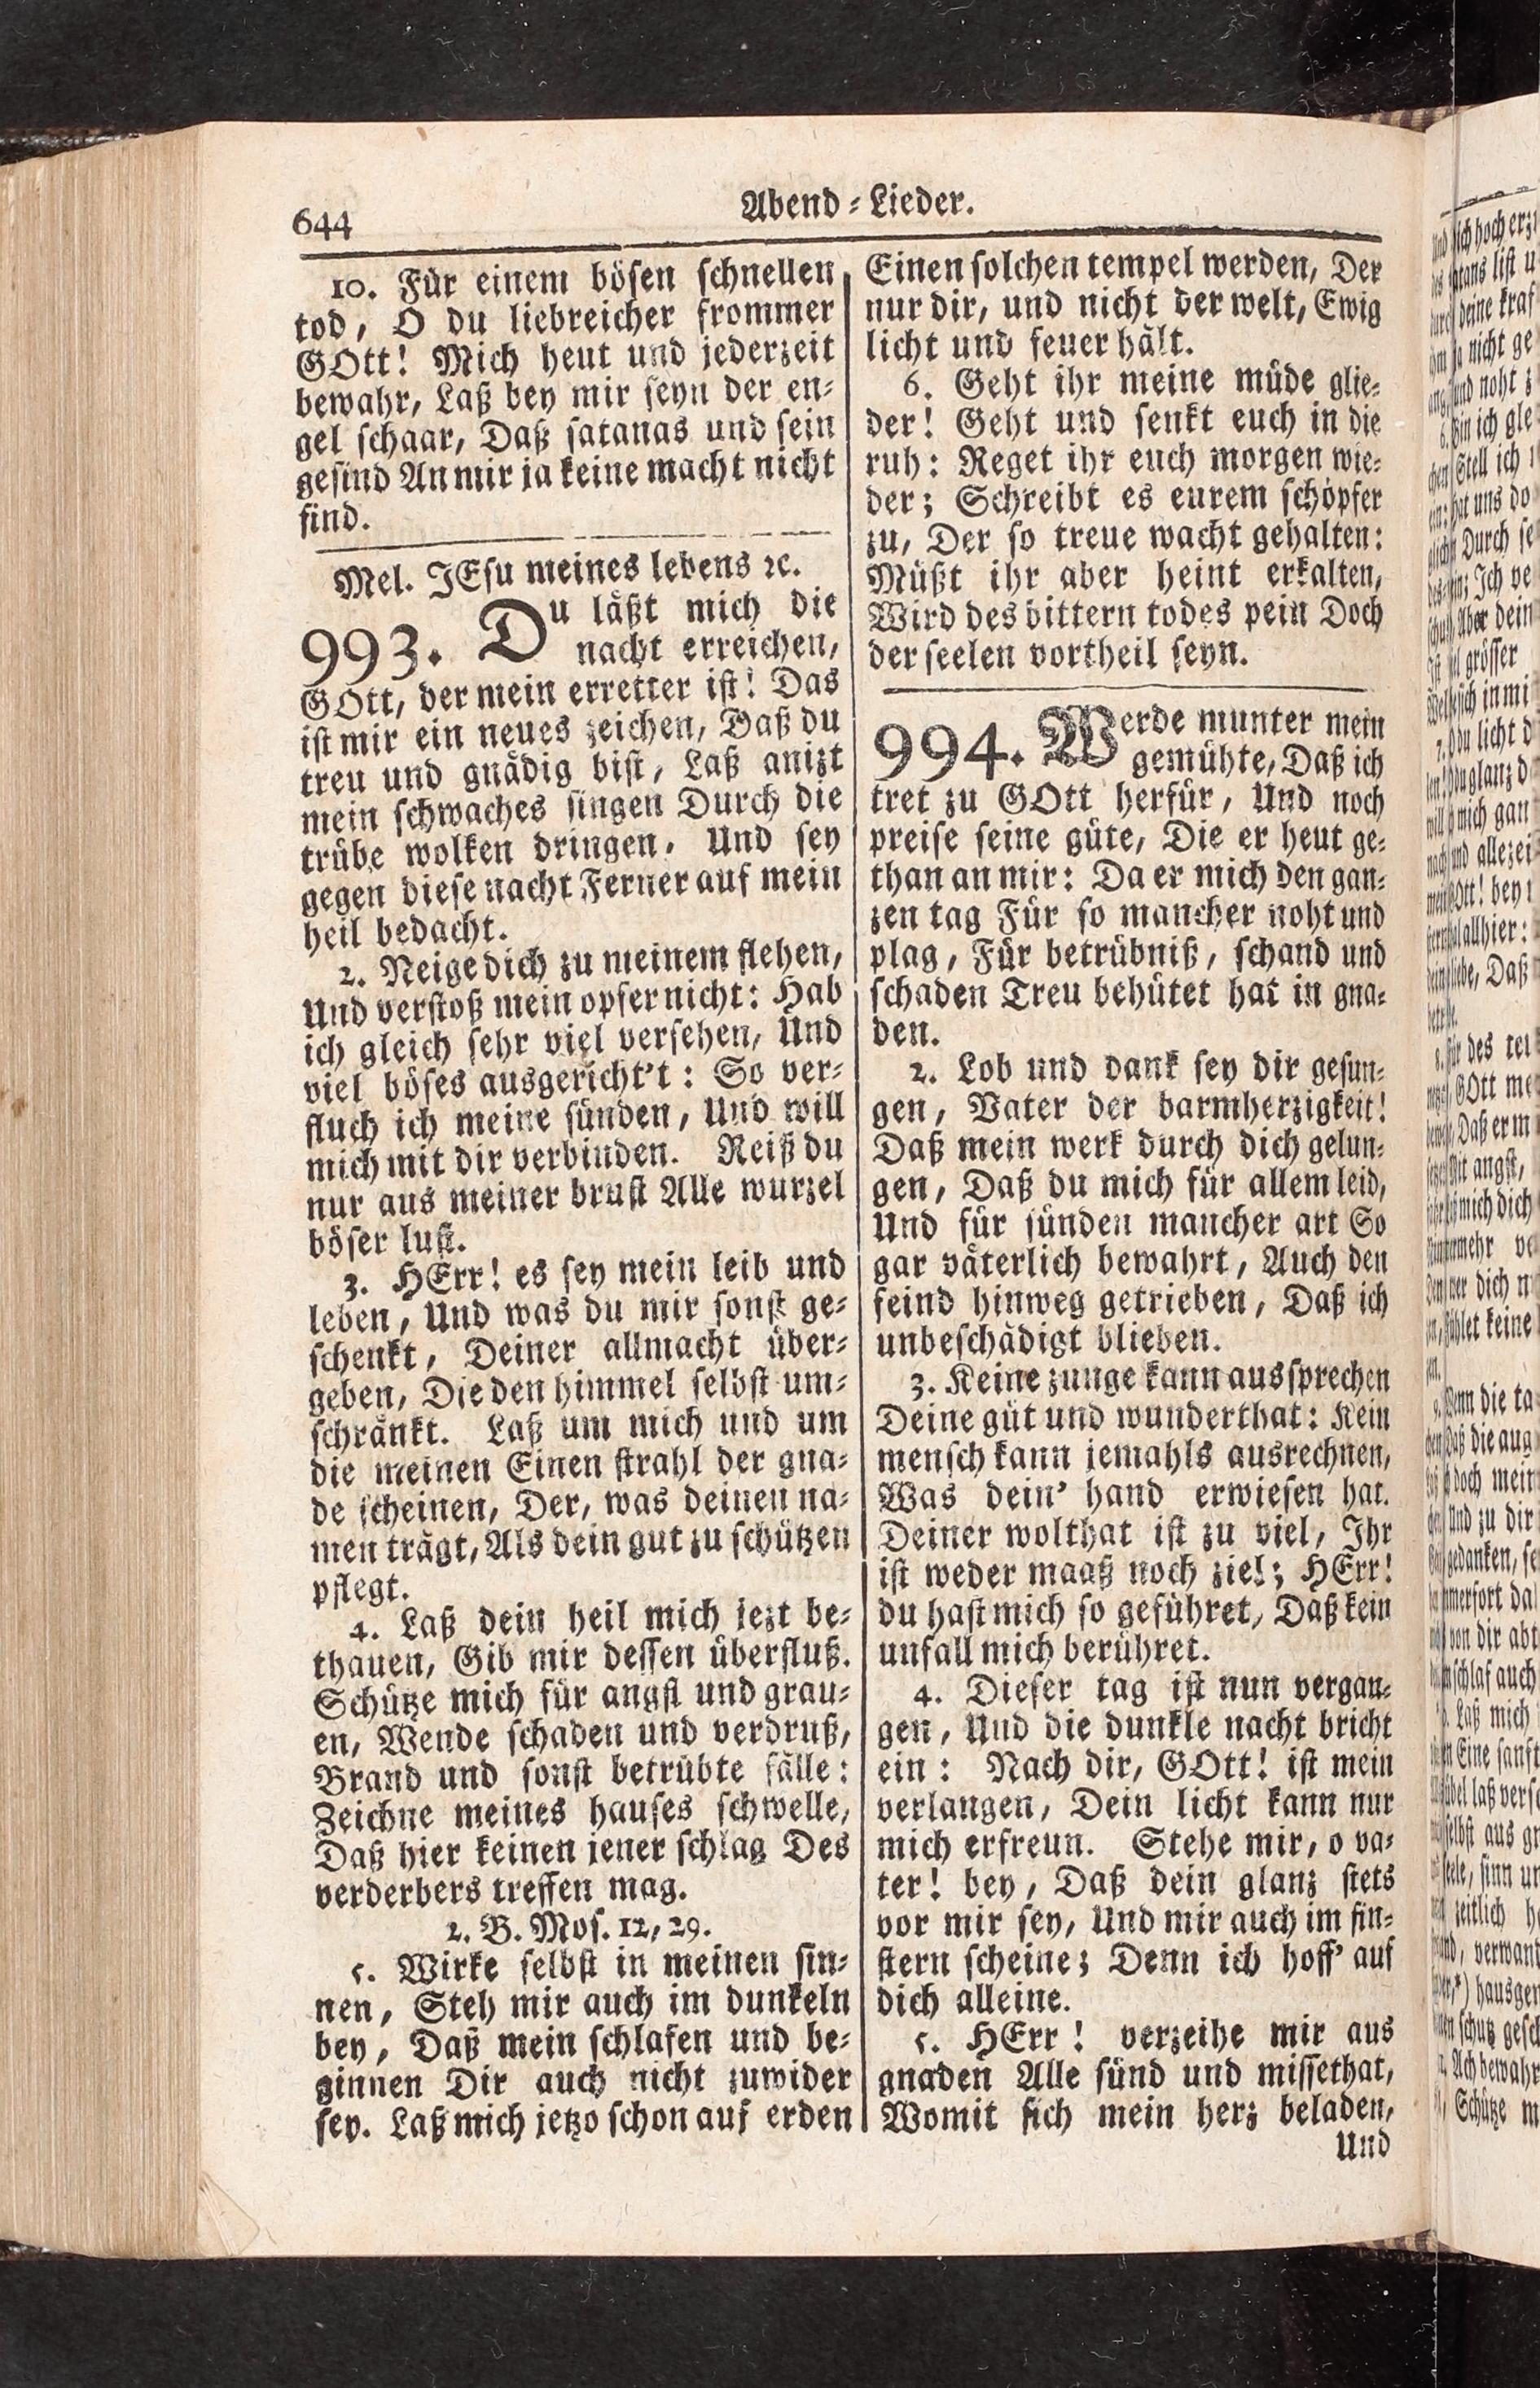 644
Abend-Lieder.
10. Für einem bösen schnellen
tod, O du liebreicher frommer
GOtt! Mich heut und jederzeit
bewahr, Laß bey mir seyn der en-
gel schaar, Daß satanas und sein
gesind An mir ja keine macht nicht
find.
Mel. JEsu meines lebens ꝛc.
993. Du läßt mich die
nacht erreichen,
GOtt, der mein erretter ist! Das
ist mir ein neues zeichen, Daß du
treu und gnädig bist, Laß anizt
mein schwaches singen Durch die
trübe wolken dringen. Und sey
gegen diese nacht Ferner auf mein
heil bedacht.
2. Neige dich zu meinem flehen,
Und verstoß mein opfer nicht: Hab
ich gleich sehr viel versehen, Und
viel böses ausgericht't: So ver-
fluch ich meine sünden, Und will
mich mit dir verbinden. Reiß du
nur aus meiner brust Alle wurzel
böser lust.
3. HErr! es sey mein leib und
leben, Und was du mir sonst ge-
schenkt, Deiner allmacht über-
geben, Die den himmel selbst um-
schränkt. Laß um mich und um
die meinen Einen strahl der gna-
de scheinen, Der, was deinen na-
men trägt, Als dein gut zu schützen
pflegt.
4. Laß dein heil mich jezt be-
thauen, Gib mir dessen überfluß.
Schütze mich für angst und grau-
en, Wende schaden und verdruß,
Brand und sonst betrübte fälle:
Zeichne meines hauses schwelle,
Daß hier keinen jener schlag Des
verderbers treffen mag.
2. B. Mos. 12, 29.
5. Wirke selbst in meinen sin-
nen, Steh mir auch im dunkeln
bey, Daß mein schlafen und be-
ginnen Dir auch nicht zuwider
sey. Laß mich jetzo schon auf erden
Einen solchen tempel werden, Der
nur dir, und nicht der welt, Ewig
licht und feuer hält.
6. Geht ihr meine müde glie-
der! Geht und senkt euch in die
ruh: Reget ihr euch morgen wie-
der; Schreibt es eurem schöpfer
zu, Der so treue wacht gehalten:
Müßt ihr aber heint erkalten,
Wird des bittern todes pein Doch
der seelen vortheil seyn.
994. Werde munter mein
gemühte, Daß ich
tret zu GOtt herfür, Und noch
preise seine güte, Die er heut ge-
than an mir: Da er mich den gan-
zen tag Für so mancher noht und
plag, Für betrübniß, schand und
schaden Treu behütet hat in gna-
den.
2. Lob und dank sey dir gesun-
gen, Vater der barmherzigkeit!
Daß mein werk durch dich gelun-
gen, Daß du mich für allem leid,
Und für sünden mancher art So
gar väterlich bewahrt, Auch den
feind hinweg getrieben, Daß ich
unbeschädigt blieben.
3. Keine zunge kann aussprechen
Deine güt und wunderthat: Kein
mensch kann jemahls ausrechnen,
Was dein' hand erwiesen hat.
Deiner wolthat ist zu viel, Ihr
ist weder maaß noch ziel; HErr!
du hast mich so geführet, Daß kein
unfall mich berühret.
4. Dieser tag ist nun vergan-
gen, Und die dunkle nacht bricht
ein: Nach dir, GOtt! ist mein
verlangen, Dein licht kann nur
mich erfreun. Stehe mir, o va-
ter! bey, Daß dein glanz stets
vor mir sey, Und mir auch im fin-
stern scheine; Denn ich hoff' auf
dich alleine.
5. HErr! verzeihe mir aus
gnaden Alle sünd und missethat,
Womit sich mein herz beladen,
Und